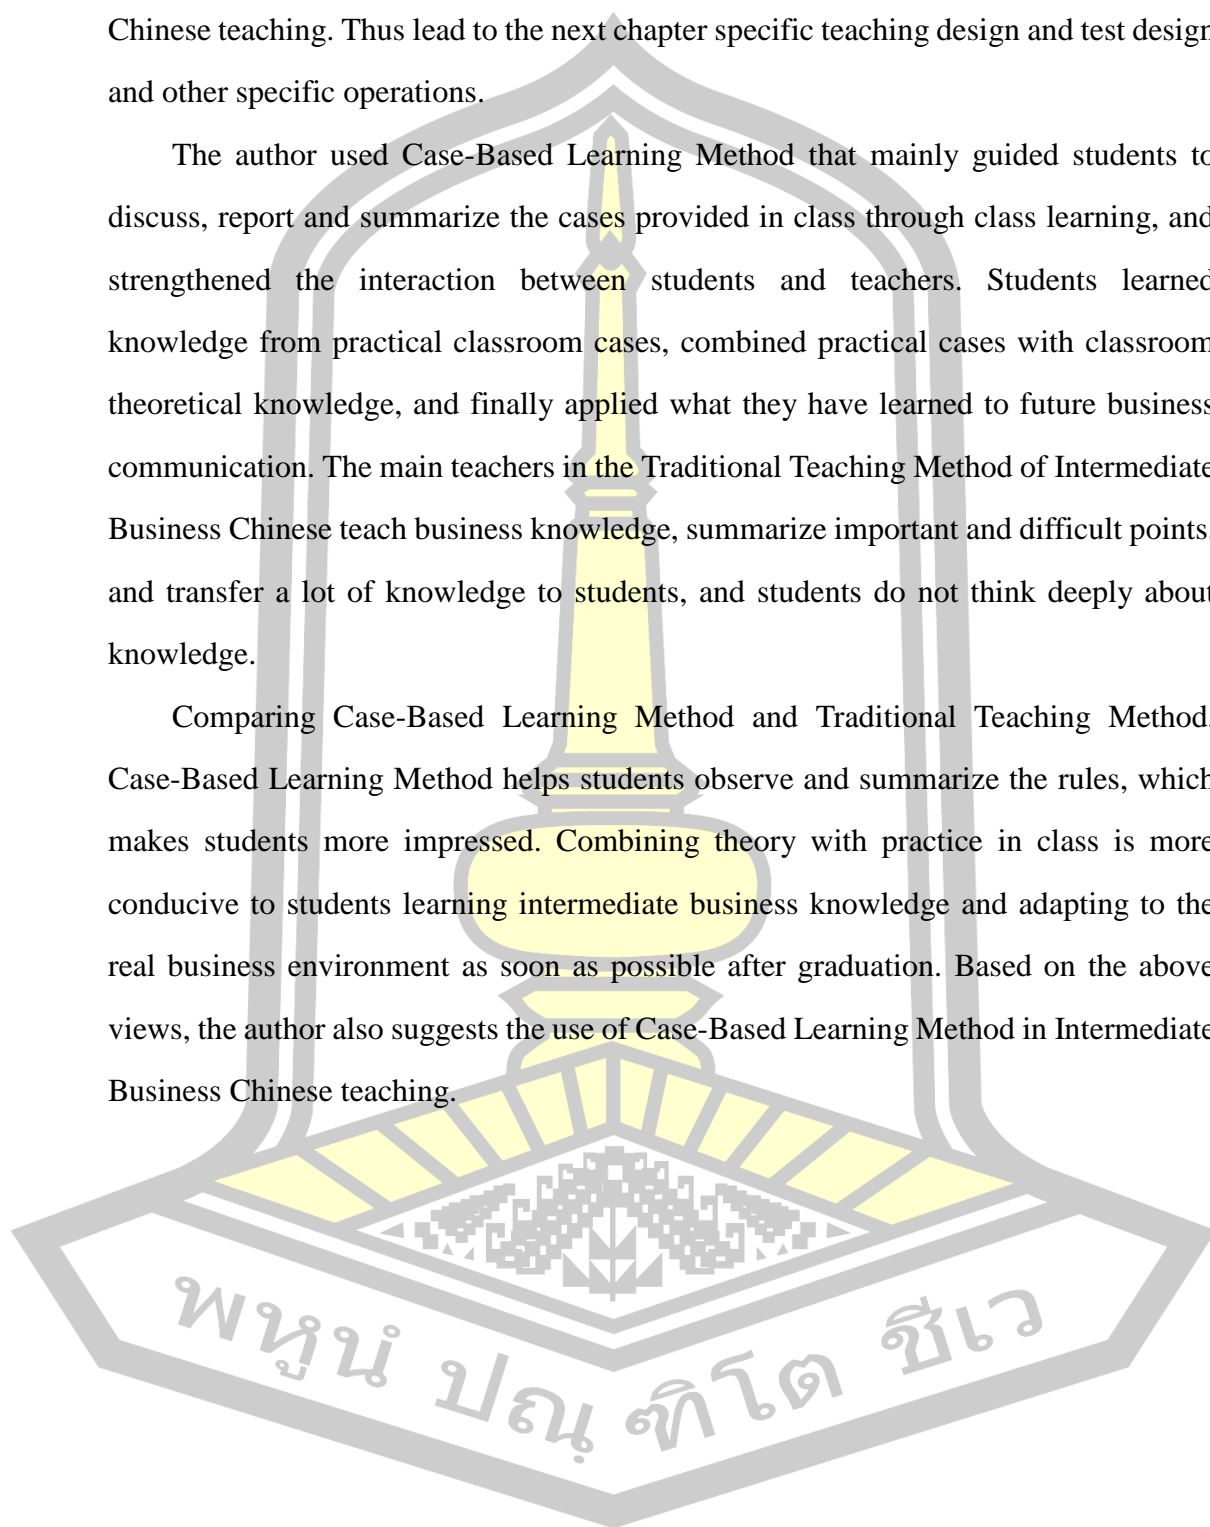 Chinese teaching. Thus lead to the next chapter specific teaching design and test design
and other specific operations.
The author used Case-Based Learning Method that mainly guided students to
discuss, report and summarize the cases provided in class through class learning, and
strengthened the interaction between students and teachers. Students learned
knowledge from practical classroom cases, combined practical cases with classroom
theoretical knowledge, and finally applied what they have learned to future business
communication. The main teachers in the Traditional Teaching Method of Intermediate
Business Chinese teach business knowledge, summarize important and difficult points,
and transfer a lot of knowledge to students, and students do not think deeply about
knowledge.
Comparing Case-Based Learning Method and Traditional Teaching Method,
Case-Based Learning Method helps students observe and summarize the rules, which
makes students more impressed. Combining theory with practice in class is more
conducive to students learning intermediate business knowledge and adapting to the
real business environment as soon as possible after graduation. Based on the above
views, the author also suggests the use of Case-Based Learning Method in Intermediate
Business Chinese teaching.
พหูนํ ปณฺ ฑิโต ชีเว